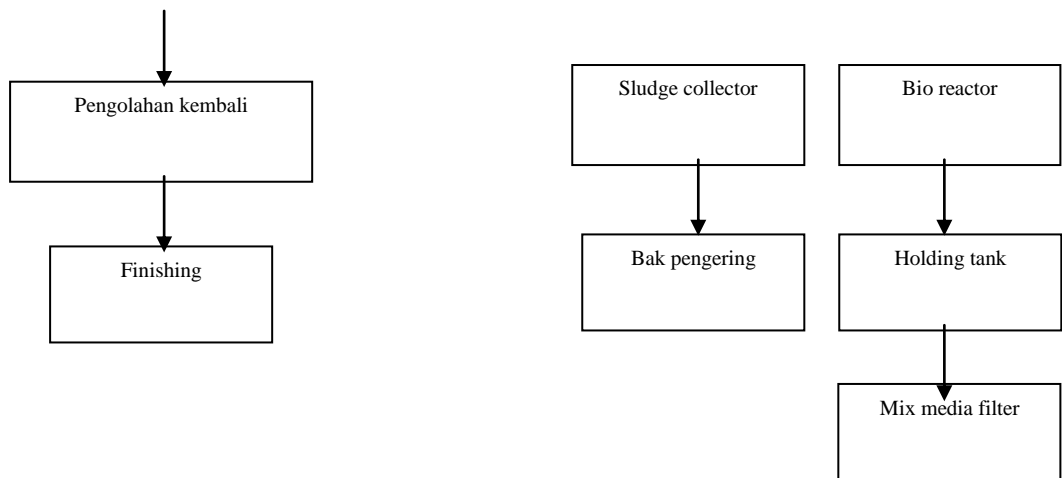 Pengolahan kembali
Finishing
Sludge collector
Bio reactor
Bak pengering
Holding tank
Mix media filter